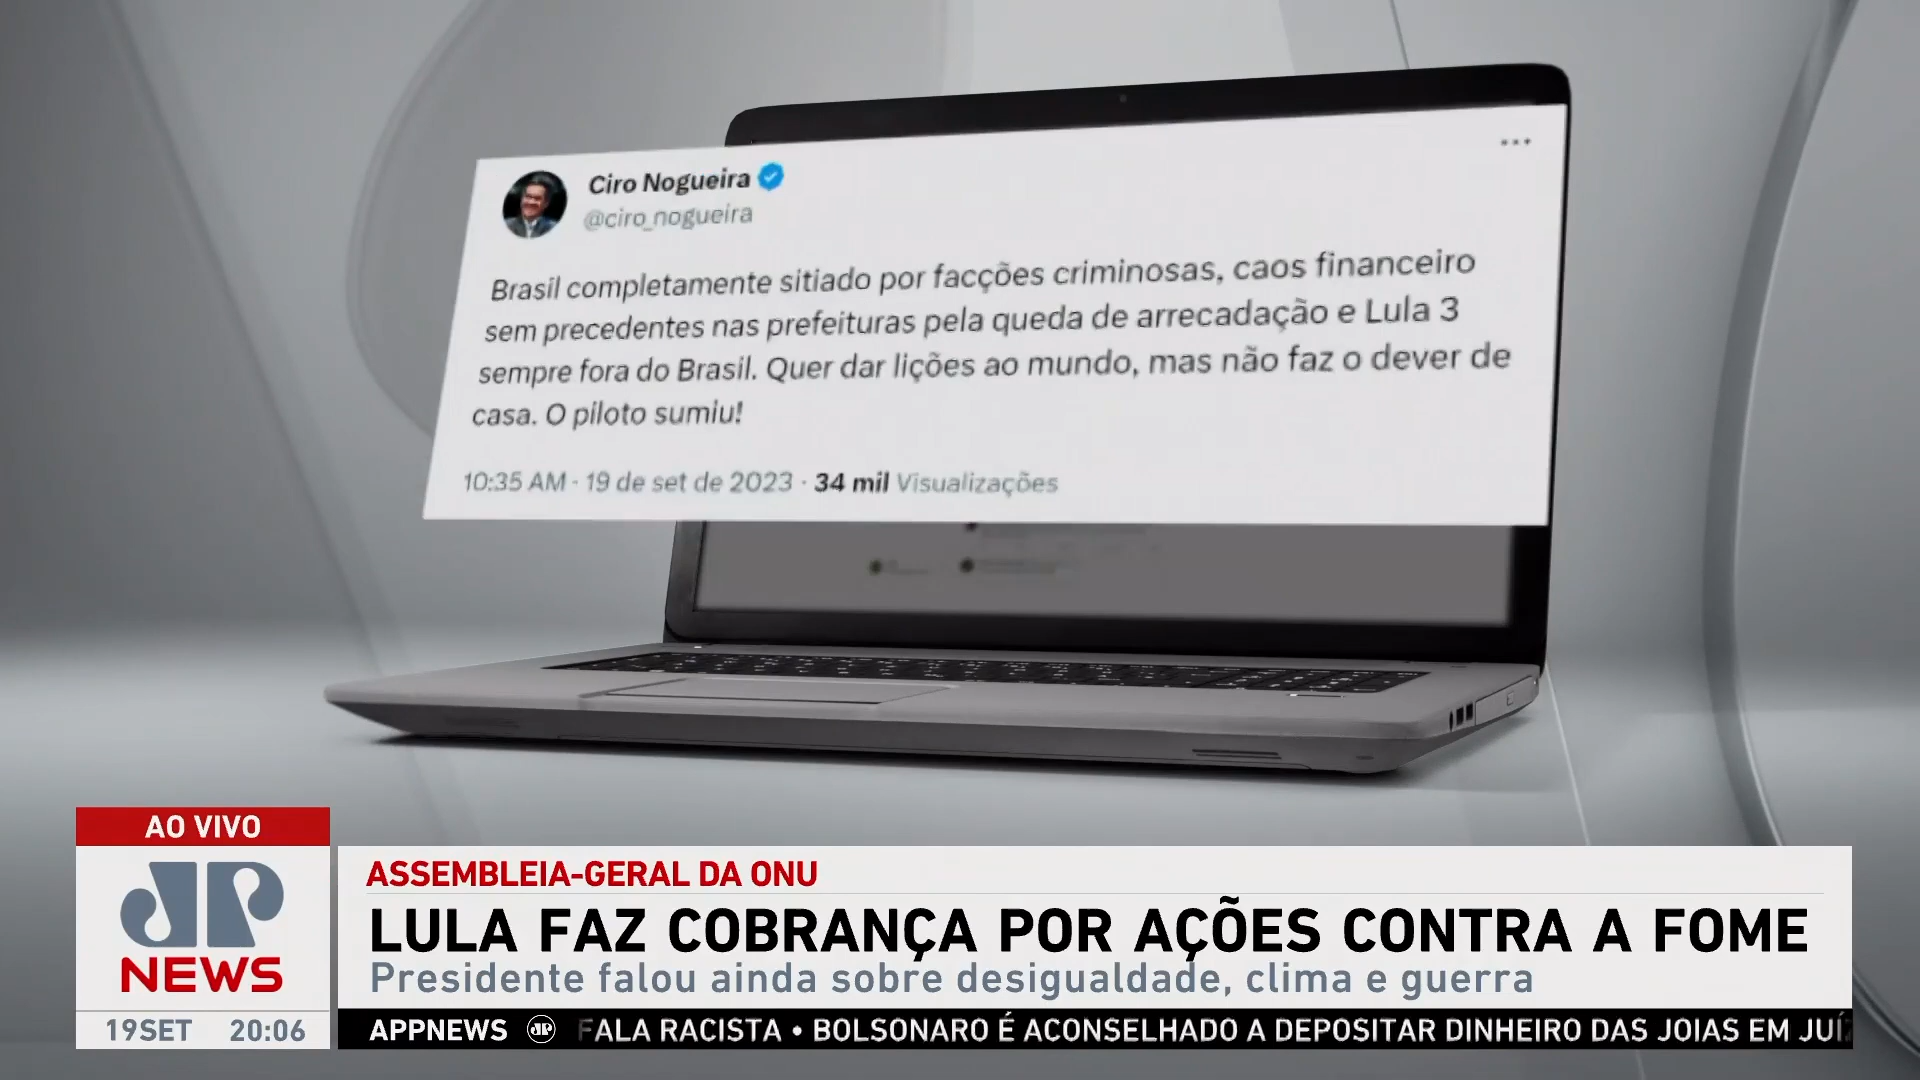 Ciro Nogueira
@ciro_nogueira
Brasil completamente sitiado por facções criminosas, caos financeiro
sem precedentes nas prefeituras pela queda de arrecadação e Lula 3
sempre fora do Brasil. Quer dar lições ao mundo, mas não faz o dever de
casa. O piloto sumiu!
10:35 AM · 19 de set de 2023 · 34 mil Visualizações
AO VIVO
JP
NEWS
19SET 20:06
ASSEMBLEIA-GERAL DA ONU
LULA FAZ COBRANÇA POR AÇÕES CONTRA A FOME
Presidente falou ainda sobre desigualdade, clima e guerra
APPNEWS JP FALA RACISTA • BOLSONARO É ACONSELHADO A DEPOSITAR DINHEIRO DAS JOIAS EM JUÍ